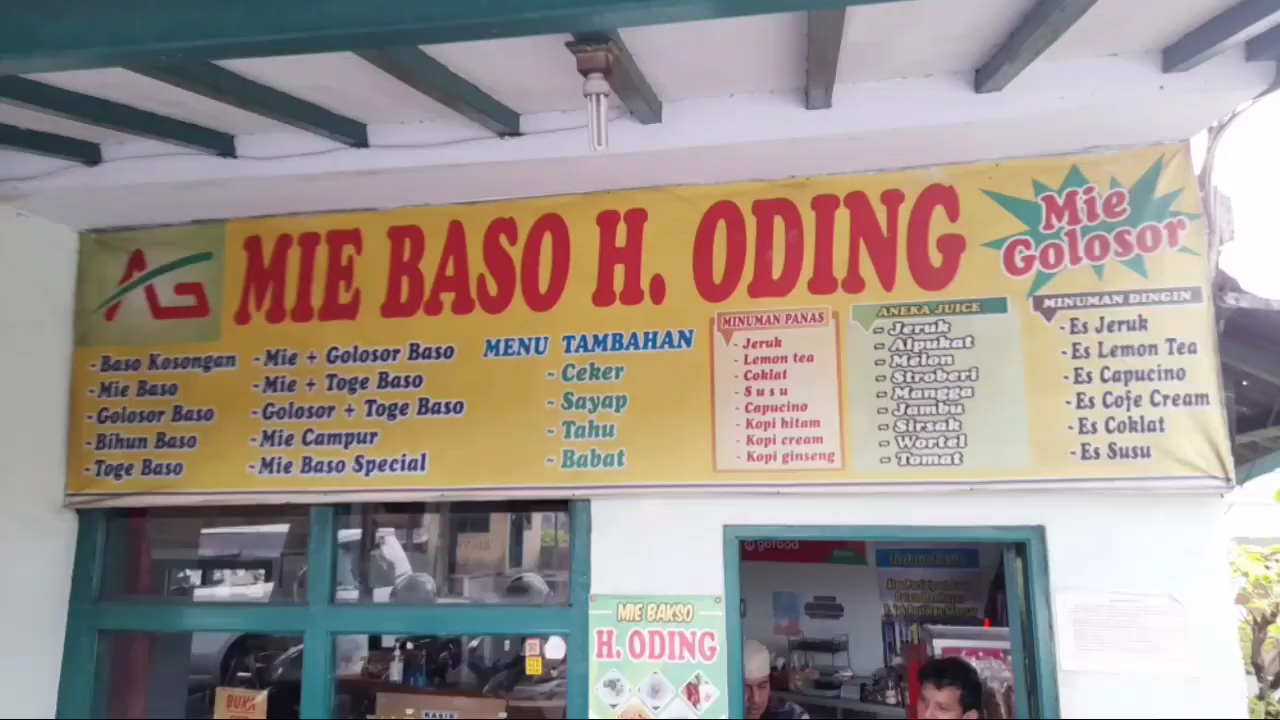 AG
MIE BASO H. ODING
Mie
Golosor
- Baso Kosongan
- Mie Baso
- Golosor Baso
- Bihun Baso
- Toge Baso
- Mie + Golosor Baso
- Mie + Toge Baso
- Golosor + Toge Baso
- Mie Campur
- Mie Baso Special
MENU TAMBAHAN
- Ceker
- Sayap
- Tahu
- Babat
MINUMAN PANAS
- Jeruk
- Lemon tea
- Coklat
- Susu
- Capucino
- Kopi hitam
- Kopi cream
- Kopi ginseng
ANEKA JUICE
- Jeruk
- Alpukat
- Melon
- Stroberi
- Mangga
- Jambu
- Sirsak
- Wortel
- Tomat
MINUMAN DINGIN
- Es Jeruk
- Es Lemon Tea
- Es Capucino
- Es Cofe Cream
- Es Coklat
- Es Susu
gofood
MIE BAKSO
H. ODING
BUKA
KASIR